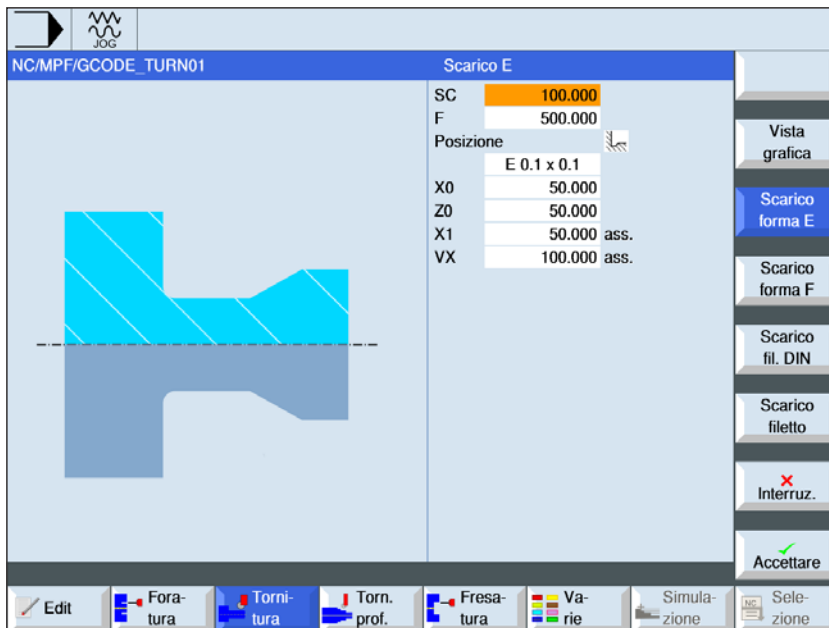 JOG
NC/MPF/GCODE_TURN01
Scarico E
SC 100.000
F 500.000
Posizione
E 0.1 x 0.1
X0 50.000
Z0 50.000
X1 50.000 ass.
VX 100.000 ass.
Vista
grafica
Scarico
forma E
Scarico
forma F
Scarico
fil. DIN
Scarico
filetto
Interruz.
Accettare
Edit
Fora-
tura
Torni-
tura
Torn.
prof.
Fresa-
tura
Va-
rie
Simula-
zione
NC
Sele-
zione